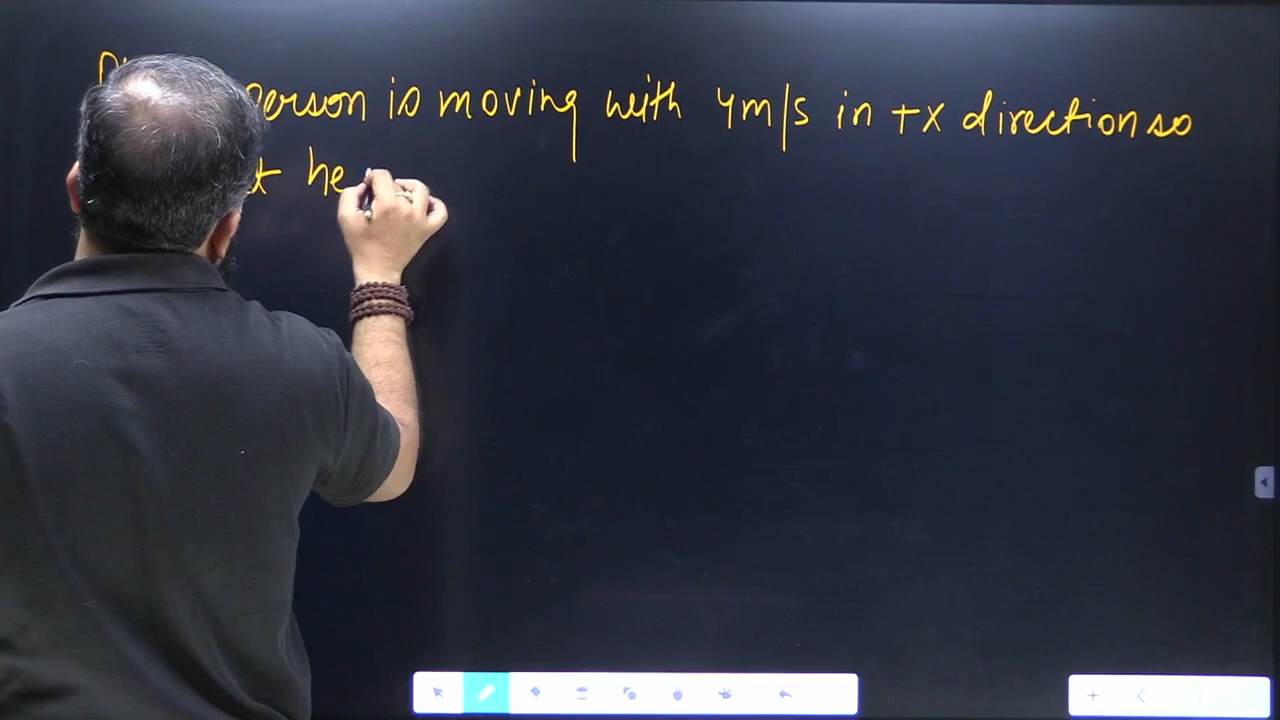 person is moving with 4m/s in +x direction so
he